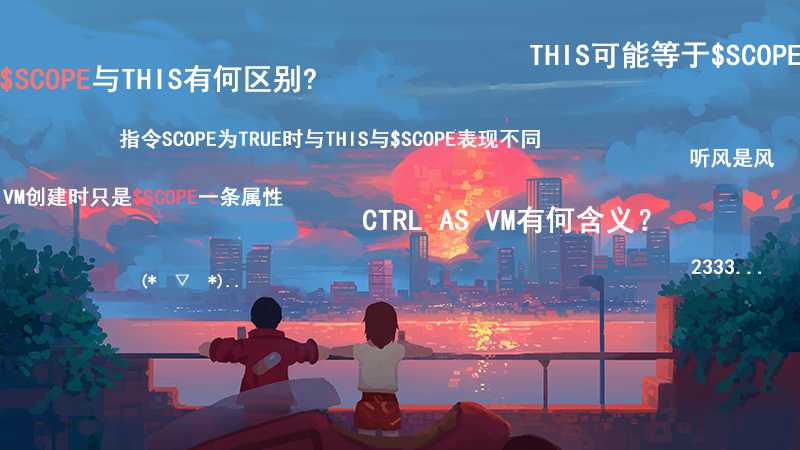 THIS可能等于$SCOPE
$SCOPE与THIS有何区别?
指令SCOPE为TRUE时与THIS与$SCOPE表现不同
听风是风
VM创建时只是$SCOPE一条属性
CTRL AS VM有何含义？
2333...
(* ▽ *)..